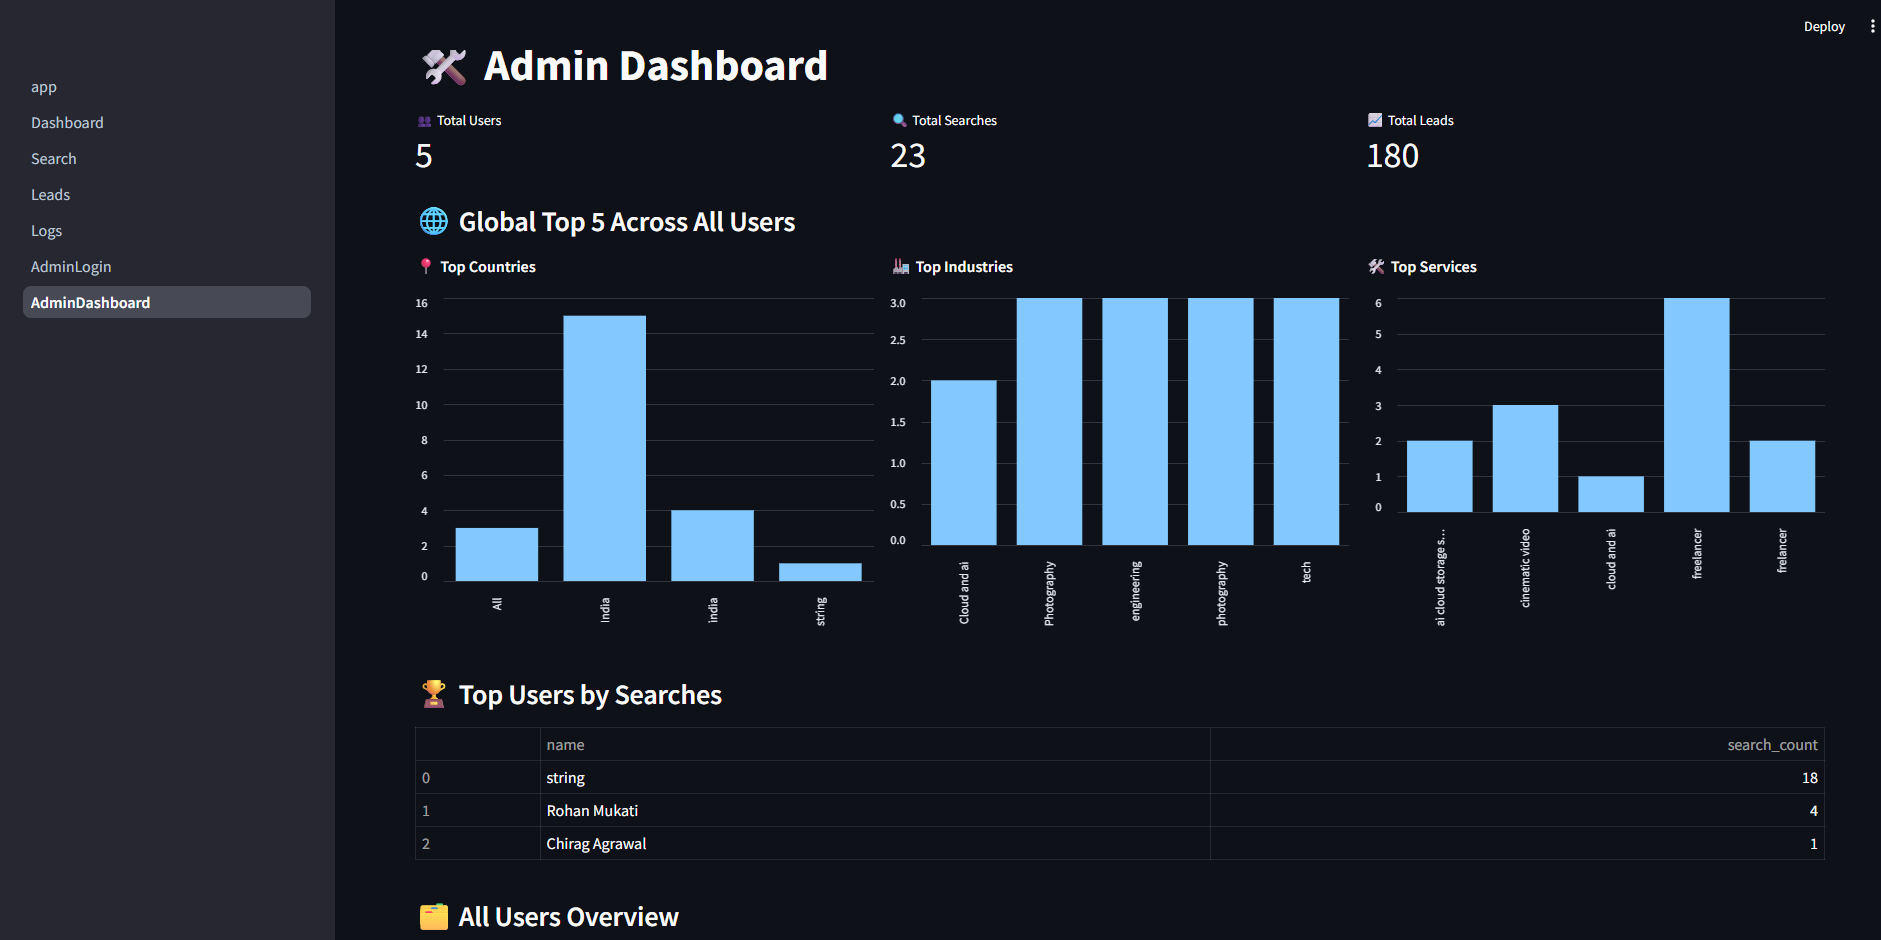 Deploy
app
Dashboard
Search
Leads
Logs
AdminLogin
AdminDashboard
Admin Dashboard
Total Users
5
Total Searches
23
Total Leads
180
Global Top 5 Across All Users
Top Countries
16
14
12
10
8
6
4
2
0
All
India
india
string
Top Industries
3.0
2.5
2.0
1.5
1.0
0.5
0.0
Cloud and ai
Photography
engineering
photography
tech
Top Services
6
5
4
3
2
1
0
ai cloud storage s...
cinematic video
cloud and ai
freelancer
frelancer
Top Users by Searches
name search_count
0 string 18
1 Rohan Mukati 4
2 Chirag Agrawal 1
All Users Overview